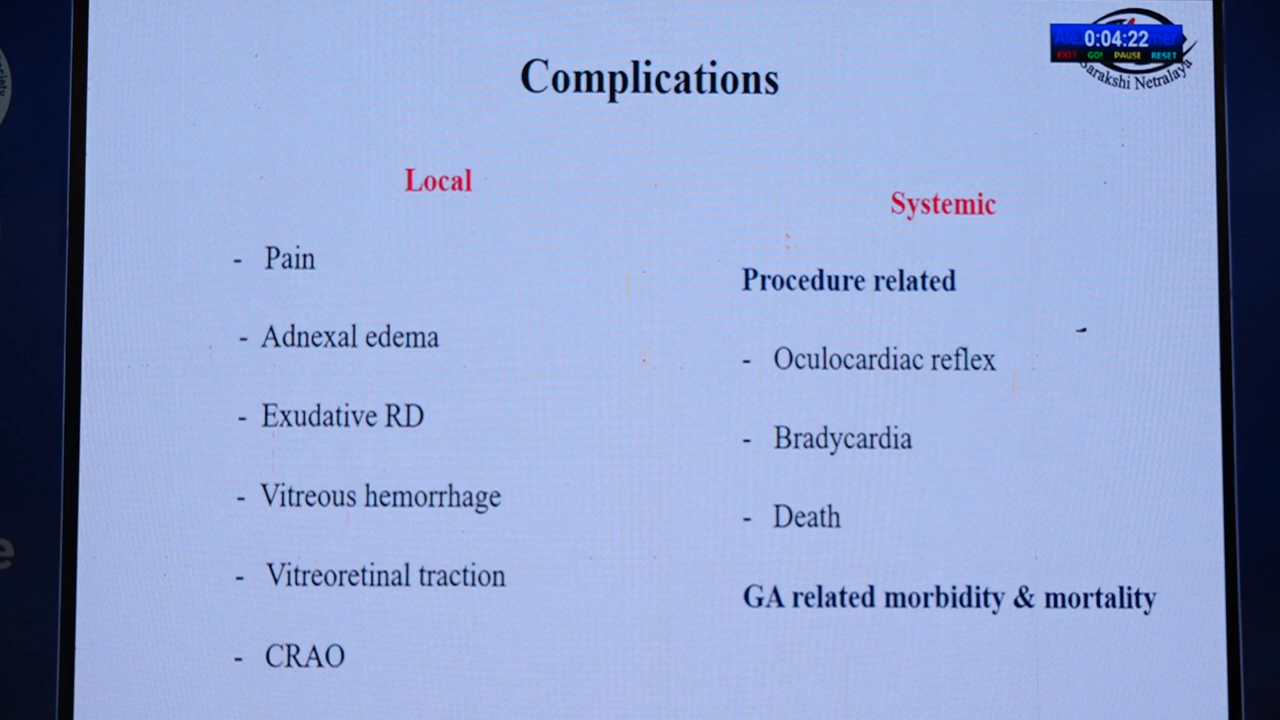 0:04:22
EXIT GO! PAUSE RESET
Sarakshi Netralaya
Complications
Local
- Pain
- Adnexal edema
- Exudative RD
- Vitreous hemorrhage
- Vitreoretinal traction
- CRAO
Systemic
Procedure related
- Oculocardiac reflex
- Bradycardia
- Death
GA related morbidity & mortality